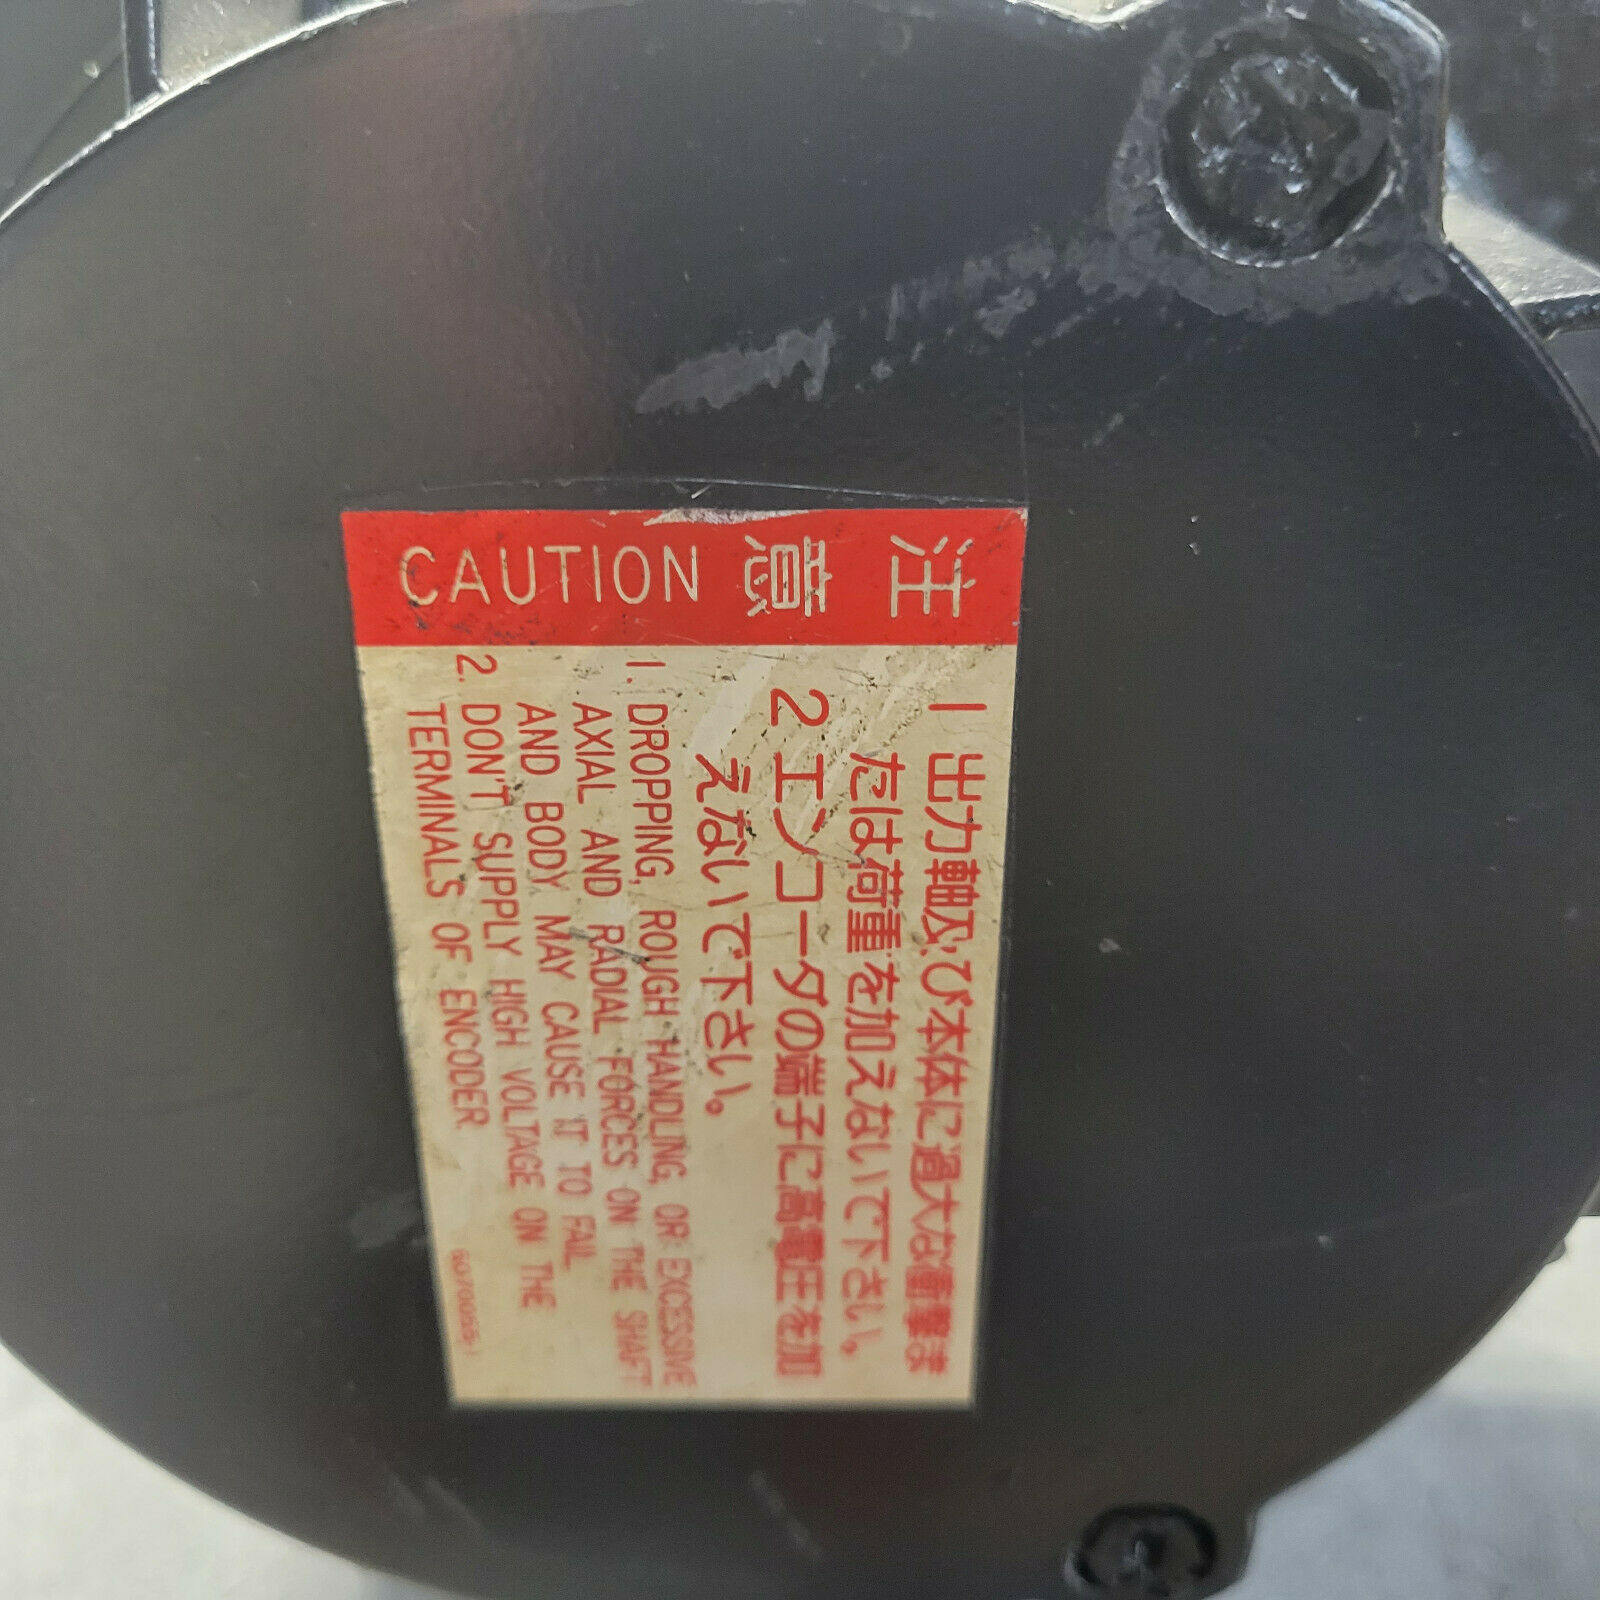 注意
CAUTION
1 出力軸及び本体に過大な衝撃ま
たは荷重を加えないで下さい。
2 エンコータの端子に高電圧を加
えないで下さい。
1. DROPPING, ROUGH HANDLING, OR EXCESSIVE
AXIAL AND RADIAL FORCES ON THE SHAFT
AND BODY MAY CAUSE IT TO FAIL
2. DON'T SUPPLY HIGH VOLTAGE ON THE
TERMINALS OF ENCODER.